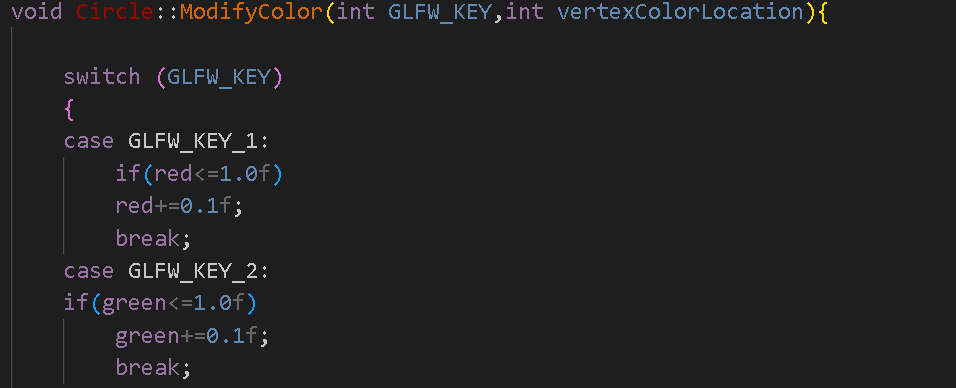 void Circle::ModifyColor(int GLFW_KEY,int vertexColorLocation){
switch (GLFW_KEY)
{
case GLFW_KEY_1:
if(red<=1.0f)
red+=0.1f;
break;
case GLFW_KEY_2:
if(green<=1.0f)
green+=0.1f;
break;